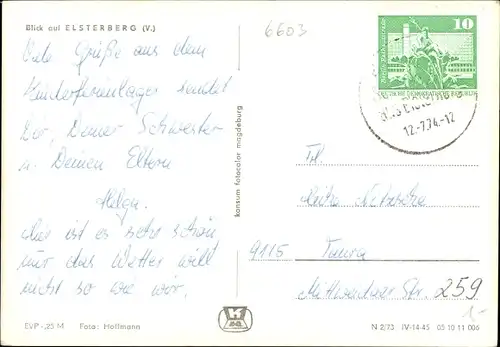 Blick auf ELSTERBERG (V.)
6603
Viele Grüße aus dem
Kinderferienlager sendet
Dir, Deiner Schwester
u. Deinen Eltern
Helga.
Hier ist es sehr schön
nur das Wetter will
nicht so wie wir.
EVP -,25 M Foto: Hoffmann
konsum fotocolor magdeburg
10
DEUTSCHE DEMOKRATISCHE REPUBLIK
12.-7.74.-12
Frl.
9115 Taura
Mittweidaer Str. 259
N 2/73 IV-14-45 05 10 11 006